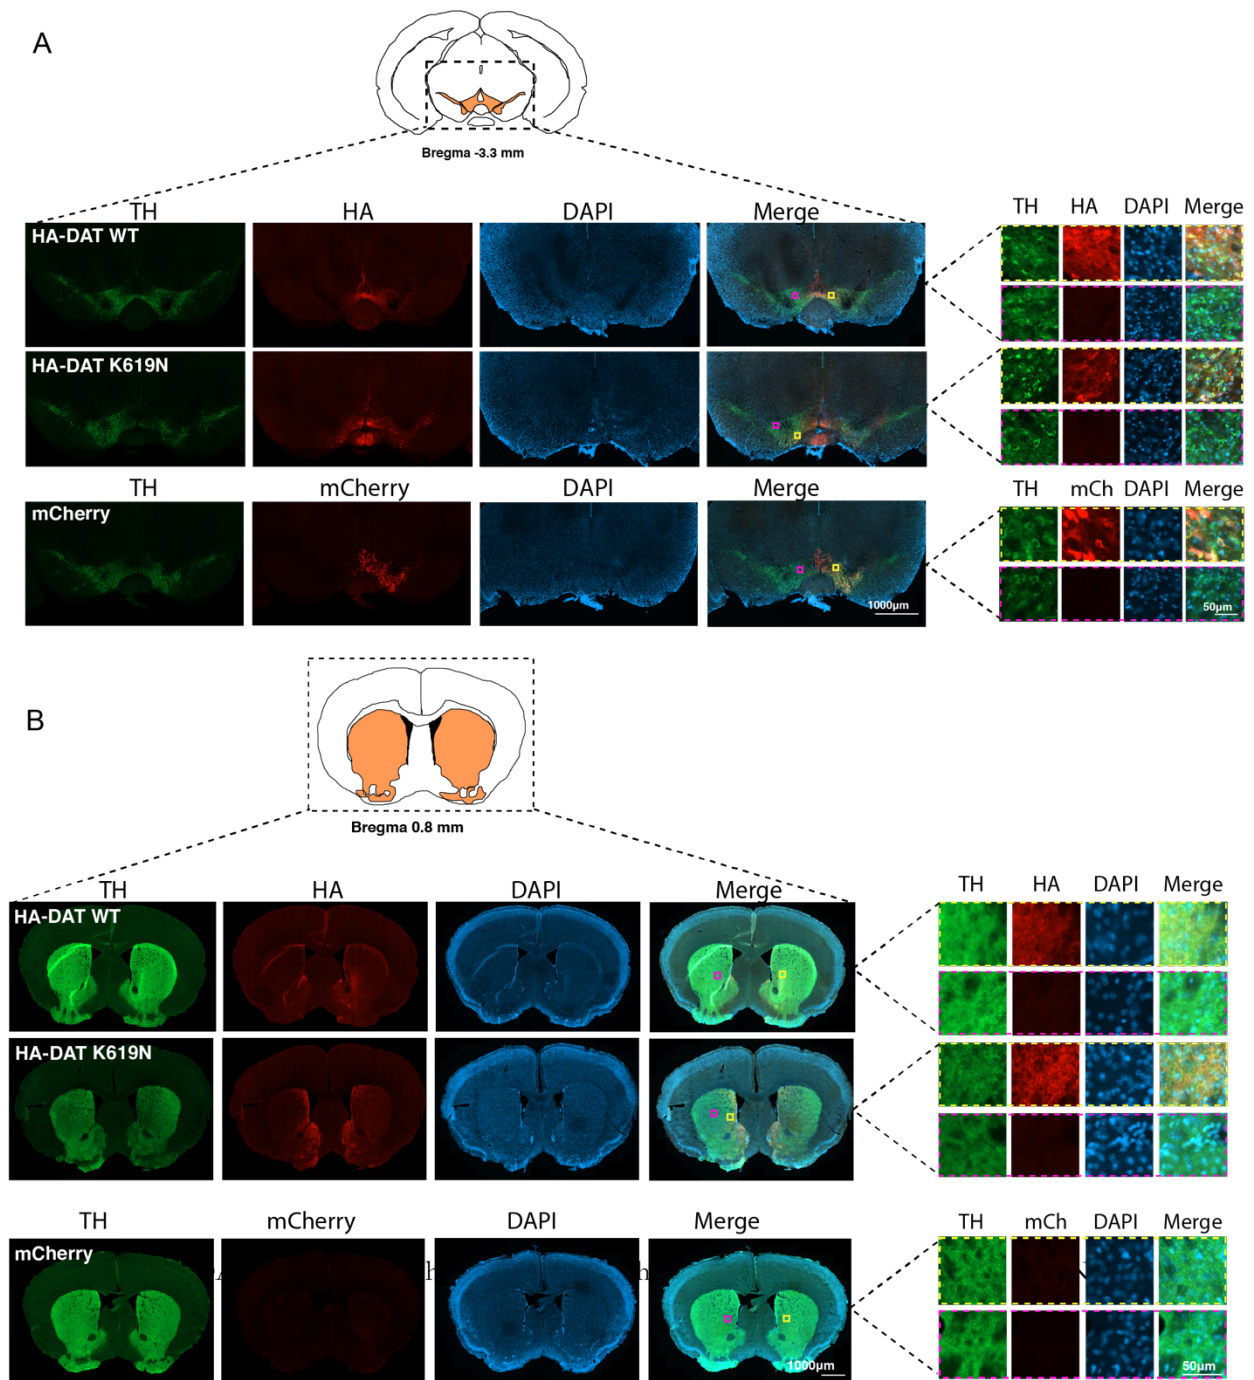 A
Bregma -3.3 mm
TH HA DAPI Merge
TH HA DAPI Merge
HA-DAT WT
HA-DAT K619N
TH mCherry DAPI Merge
TH mCh DAPI Merge
mCherry
1000µm
50µm
B
Bregma 0.8 mm
TH HA DAPI Merge
TH HA DAPI Merge
HA-DAT WT
HA-DAT K619N
TH mCherry DAPI Merge
TH mCh DAPI Merge
mCherry
1000µm
50µm